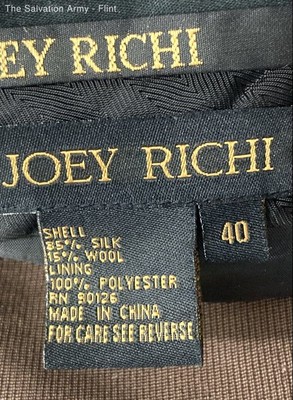 The Salvation Army - Flint
EY RICHI
JOEY RICHI
40
SHELL
85% SILK
15% WOOL
LINING
100% POLYESTER
RN 90126
MADE IN CHINA
FOR CARE SEE REVERSE